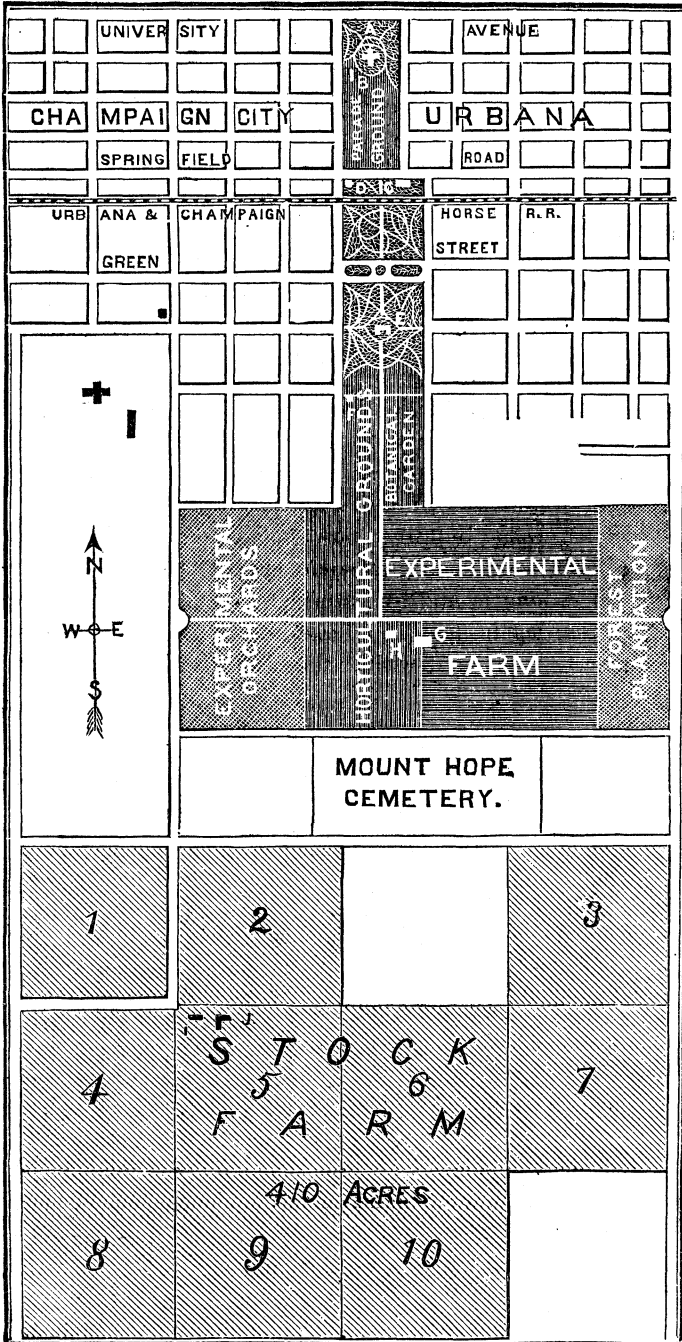 UNIVERSITY AVENUE
A
B
CHAMPAIGN CITY URBANA
PARADE GROUND
SPRINGFIELD ROAD
D C
URBANA & CHAMPAIGN HORSE R.R.
GREEN STREET
E
F
HORTICULTURAL GROUNDS
BOTANICAL GARDEN
EXPERIMENTAL ORCHARDS
EXPERIMENTAL FARM
FOREST PLANTATION
N
W E
S
H G
MOUNT HOPE
CEMETERY.
1 2 3
J
STOCK
4 5 6 7
FARM
410 ACRES
8 9 10